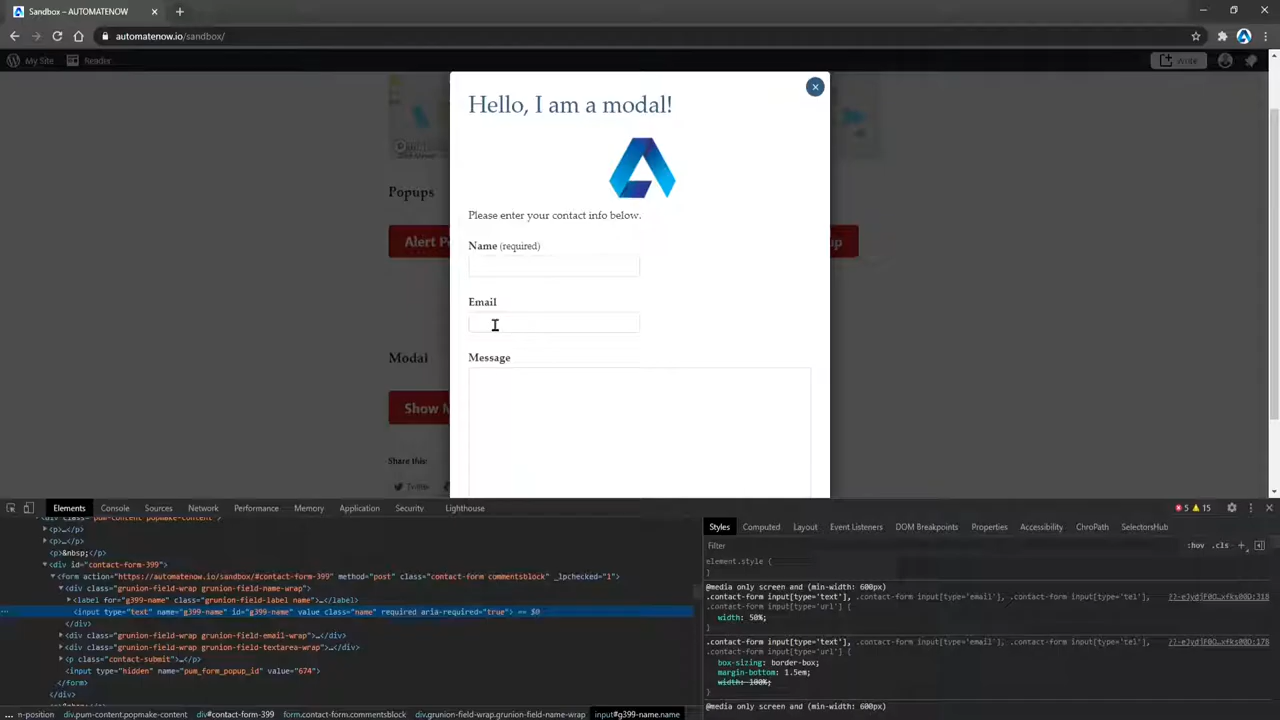 Sandbox – AUTOMATENOW
automatenow.io/sandbox/
My Site
Reader
Write
Hello, I am a modal!
Please enter your contact info below.
Popups
Name (required)
Alert P
up
Email
Modal
Message
Show M
Share this:
Twitter
Elements Console Sources Network Performance Memory Application Security Lighthouse
5 15
<p>…</p>
<p>…</p>
<p>&nbsp;</p>
<div id="contact-form-399">
<form action="https://automatenow.io/sandbox/#contact-form-399" method="post" class="contact-form commentsblock" _lpchecked="1">
<div class="grunion-field-wrap grunion-field-name-wrap">
<label for="g399-name" class="grunion-field-label name">…</label>
<input type="text" name="g399-name" id="g399-name" value class="name" required aria-required="true"> == $0
</div>
<div class="grunion-field-wrap grunion-field-email-wrap">…</div>
<div class="grunion-field-wrap grunion-field-textarea-wrap">…</div>
<p class="contact-submit">…</p>
<input type="hidden" name="pum_form_popup_id" value="674">
</form>
</div>
... n-position div.pum-content.popmake-content div#contact-form-399 form.contact-form.commentsblock div.grunion-field-wrap.grunion-field-name-wrap input#g399-name.name
Styles Computed Layout Event Listeners DOM Breakpoints Properties Accessibility ChroPath SelectorsHub
Filter
:hov .cls +
element.style {
}
@media only screen and (min-width: 600px)
.contact-form input[type='text'], .contact-form input[type='email'], .contact-form input[type='tel'],
.contact-form input[type='url'] {
width: 50%;
}
.contact-form input[type='text'], .contact-form input[type='email'], .contact-form input[type='tel'],
.contact-form input[type='url'] {
box-sizing: border-box;
margin-bottom: 1.5em;
width: 100%;
}
@media only screen and (min-width: 600px)